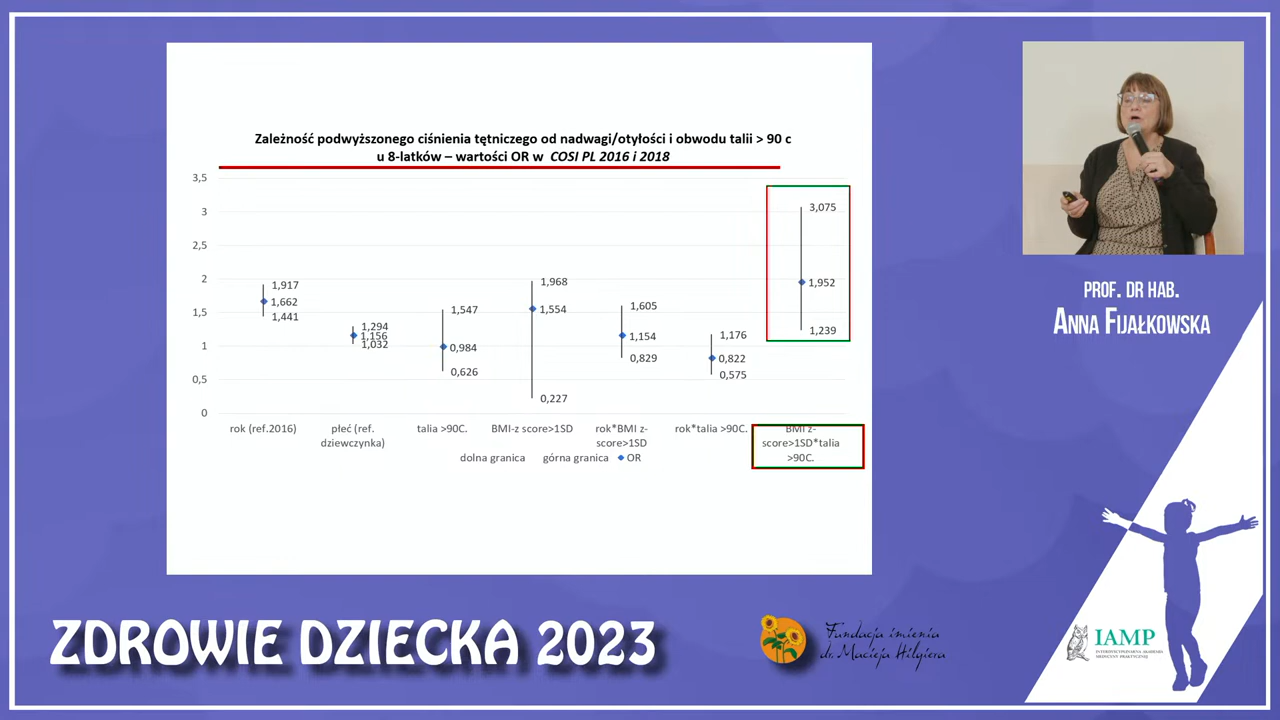 Zależność podwyższonego ciśnienia tętniczego od nadwagi/otyłości i obwodu talii > 90 c
u 8-latków – wartości OR w COSI PL 2016 i 2018
3,5
3
2,5
2
1,5
1
0,5
0
1,917
1,662
1,441
1,294
1,156
1,032
1,547
0,984
0,626
1,968
1,554
0,227
1,605
1,154
0,829
1,176
0,822
0,575
3,075
1,952
1,239
rok (ref.2016)
płeć (ref.
dziewczynka)
talia >90C.
BMI-z score>1SD
rok*BMI z-
score>1SD
rok*talia >90C.
BMI z-
score>1SD*talia
>90C.
dolna granica górna granica OR
PROF. DR HAB.
ANNA FIJAŁKOWSKA
ZDROWIE DZIECKA 2023
Fundacja imienia
dr. Macieja Hilgiera
IAMP
INTERDYSCYPLINARNA AKADEMIA
MEDYCYNY PRAKTYCZNEJ